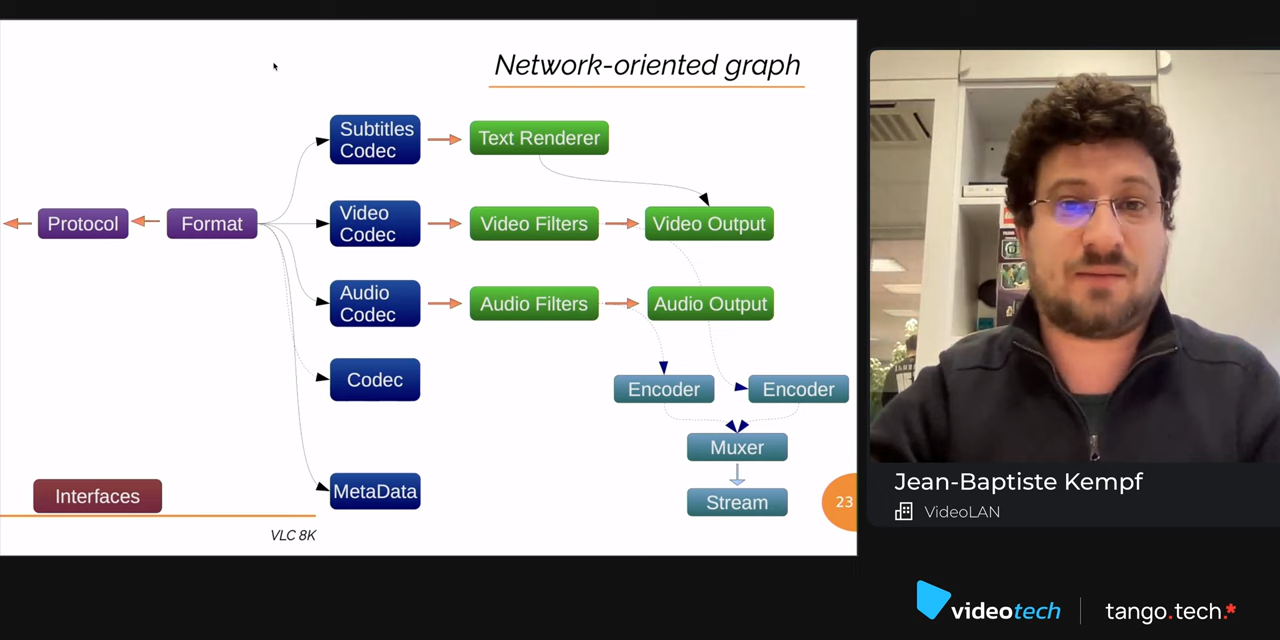 Network-oriented graph
Subtitles
Codec
Text Renderer
Protocol
Format
Video
Codec
Video Filters
Video Output
Audio
Codec
Audio Filters
Audio Output
Codec
Encoder
Encoder
Muxer
Interfaces
MetaData
Stream
23
VLC 8K
Jean-Baptiste Kempf
VideoLAN
videotech
tango.tech.*